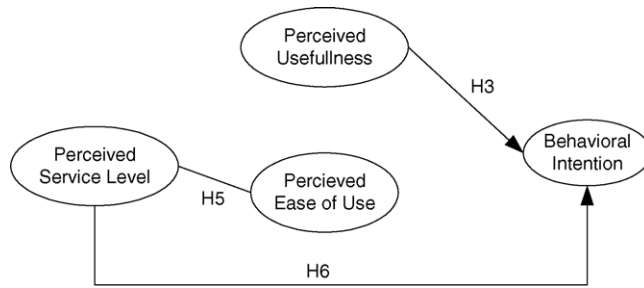 Perceived
Usefullness
H3
Behavioral
Intention
Perceived
Service Level
H5
Percieved
Ease of Use
H6